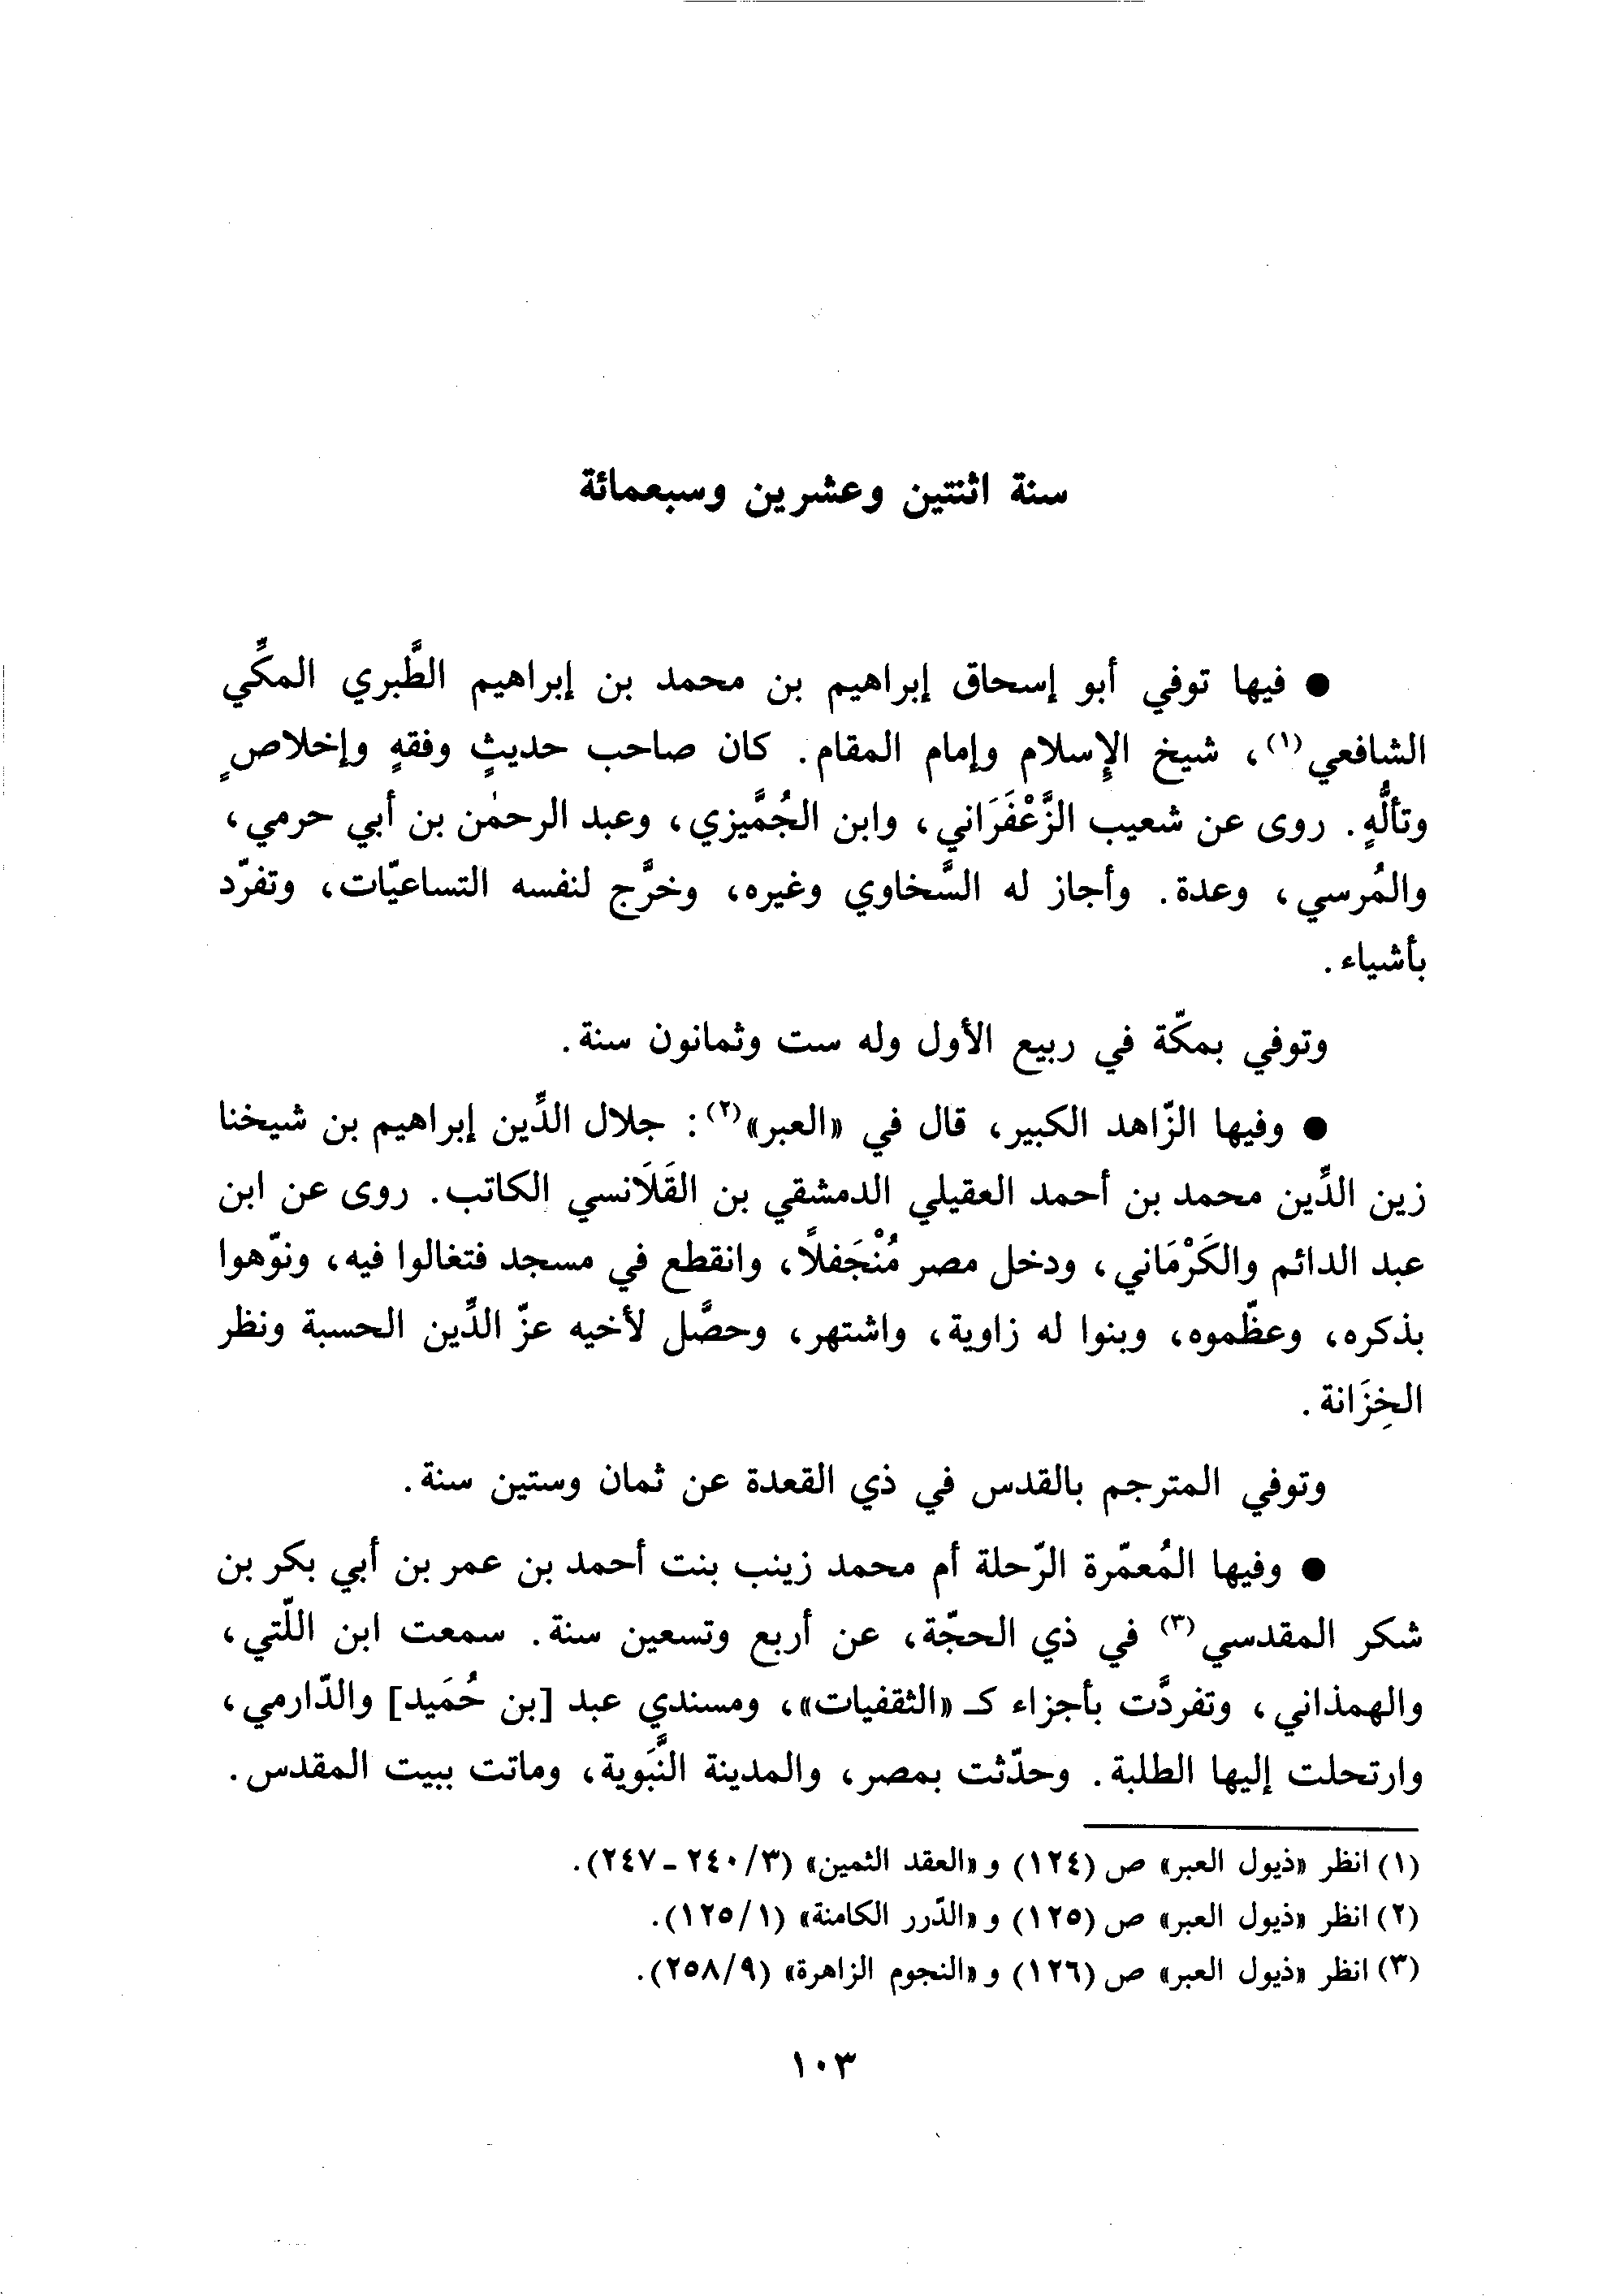 سنة اثنتين وعشرين وسبعمائة
● فيها توفي أبو إسحاق إبراهيم بن محمد بن إبراهيم الطَّبري المكِّي
الشافعي(١)، شيخ الإِسلام وإمام المقام. كان صاحب حديثٍ وفقهٍ وإخلاصٍ
وتألُّهٍ. روى عن شعيب الزَّعْفَرَاني، وابن الجُمَّيزي، وعبد الرحمٰن بن أبي حرمي،
والمُرسي، وعدة. وأجاز له السَّخاوي وغيره، وخرَّج لنفسه التساعيّات، وتفرّد
بأشياء.
وتوفي بمكّة في ربيع الأول وله ست وثمانون سنة.
● وفيها الزّاهد الكبير، قال في «العبر»(٢): جلال الدِّين إبراهيم بن شيخنا
زين الدِّين محمد بن أحمد العقيلي الدمشقي بن القَلَانسي الكاتب. روى عن ابن
عبد الدائم والكَرْمَاني، ودخل مصر مُنْجَفلاً، وانقطع في مسجد فتغالوا فيه، ونوّهوا
بذكره، وعظّموه، وبنوا له زاوية، واشتهر، وحصَّل لأخيه عزّ الدِّين الحسبة ونظر
الخِزَانة.
وتوفي المترجم بالقدس في ذي القعدة عن ثمان وستين سنة.
● وفيها المُعمّرة الرّحلة أم محمد زينب بنت أحمد بن عمر بن أبي بكر بن
شكر المقدسي(٣) في ذي الحجّة، عن أربع وتسعين سنة. سمعت ابن اللّتي،
والهمذاني، وتفردَّت بأجزاء كـ «الثقفيات»، ومسندي عبد [بن حُمَيد] والدّارمي،
وارتحلت إليها الطلبة. وحدّثت بمصر، والمدينة النَّبَوية، وماتت ببيت المقدس.
(١) انظر «ذيول العبر» ص (١٢٤) و «العقد الثمين» (٣/ ٢٤٠ - ٢٤٧).
(٢) انظر «ذيول العبر» ص (١٢٥) و «الدّرر الكامنة» (١/ ١٢٥).
(٣) انظر «ذيول العبر» ص (١٢٦) و «النجوم الزاهرة» (٩/ ٢٥٨).
١٠٣